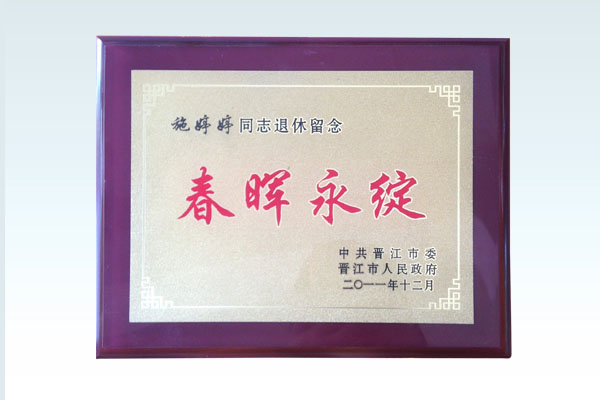 施婷婷同志退休留念
春晖永绽
中共晋江市委
晋江市人民政府
二〇一一年十二月